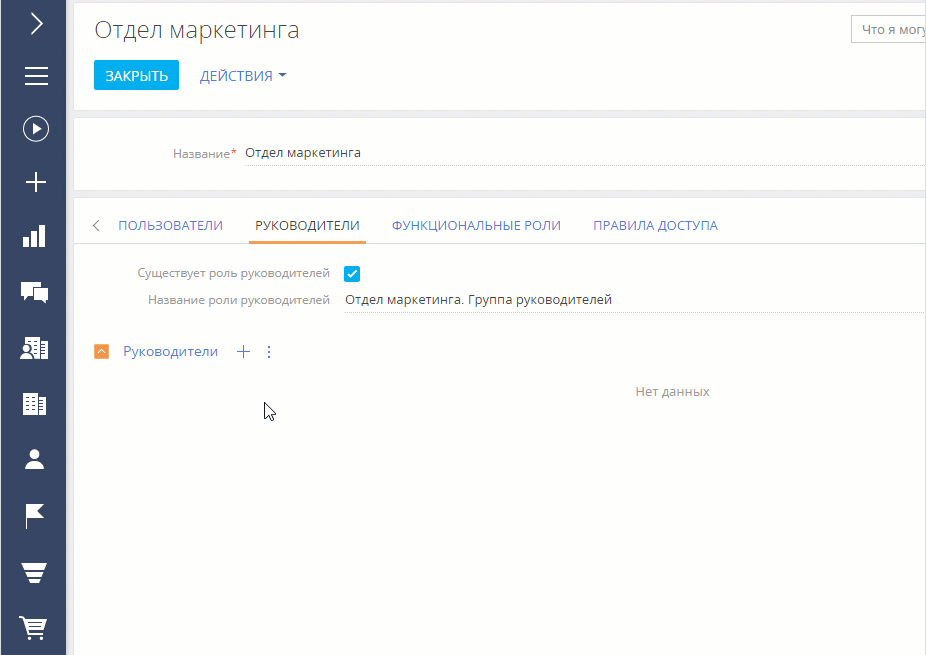 Отдел маркетинга
Что я могу
ЗАКРЫТЬ ДЕЙСТВИЯ
Название* Отдел маркетинга
ПОЛЬЗОВАТЕЛИ РУКОВОДИТЕЛИ ФУНКЦИОНАЛЬНЫЕ РОЛИ ПРАВИЛА ДОСТУПА
Существует роль руководителей
Название роли руководителей Отдел маркетинга. Группа руководителей
Руководители
Нет данных